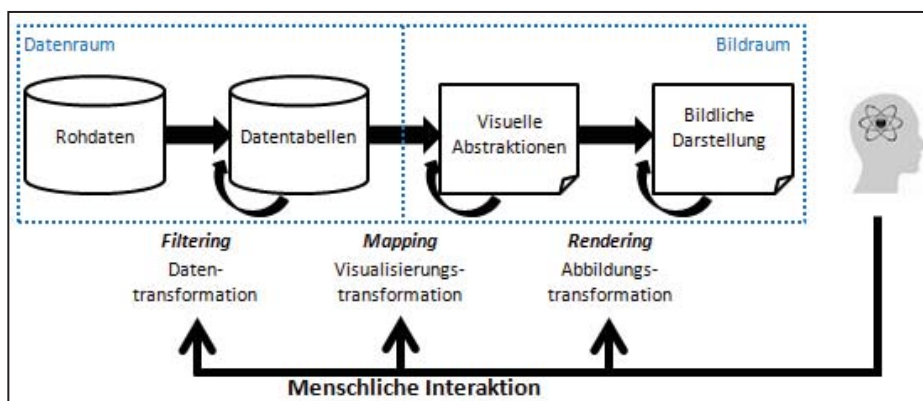 Datenraum
Bildraum
Rohdaten
Datentabellen
Visuelle
Abstraktionen
Bildliche
Darstellung
Filtering
Daten-
transformation
Mapping
Visualisierungs-
transformation
Rendering
Abbildungs-
transformation
Menschliche Interaktion